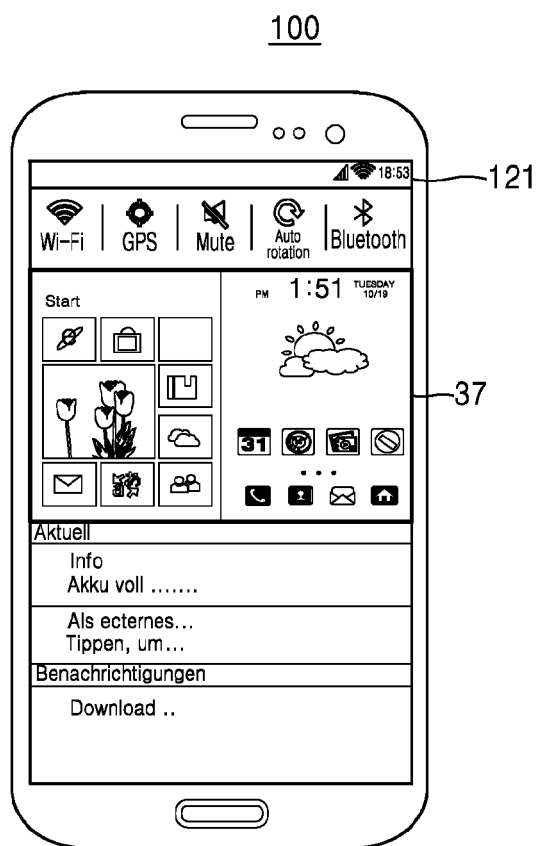 100
18:53
121
Wi-Fi | GPS | Mute | Auto rotation | Bluetooth
Start
PM 1:51 TUESDAY 10/19
37
31
Aktuell
Info
Akku voll .......
Als ecternes...
Tippen, um...
Benachrichtigungen
Download ..